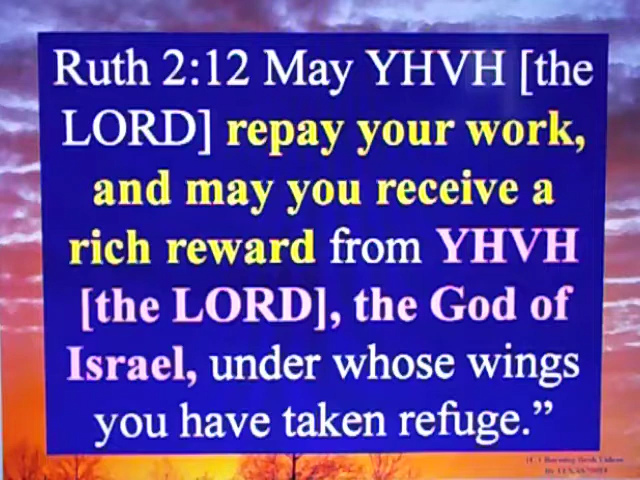 Ruth 2:12 May YHVH [the
LORD] repay your work,
and may you receive a
rich reward from YHVH
[the LORD], the God of
Israel, under whose wings
you have taken refuge.”